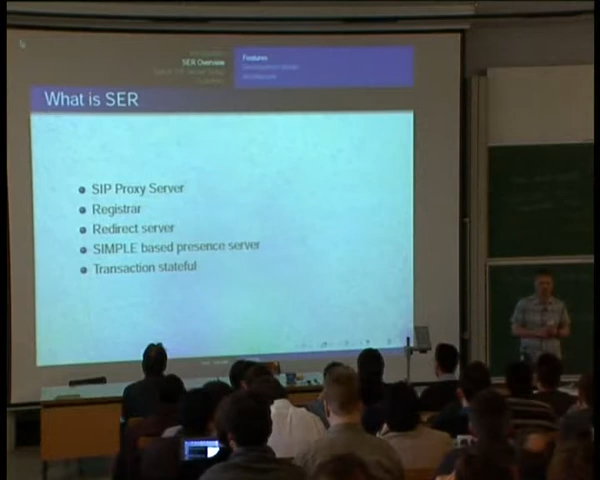 SER Overview
Features
What is SER
SIP Proxy Server
Registrar
Redirect server
SIMPLE based presence server
Transaction stateful